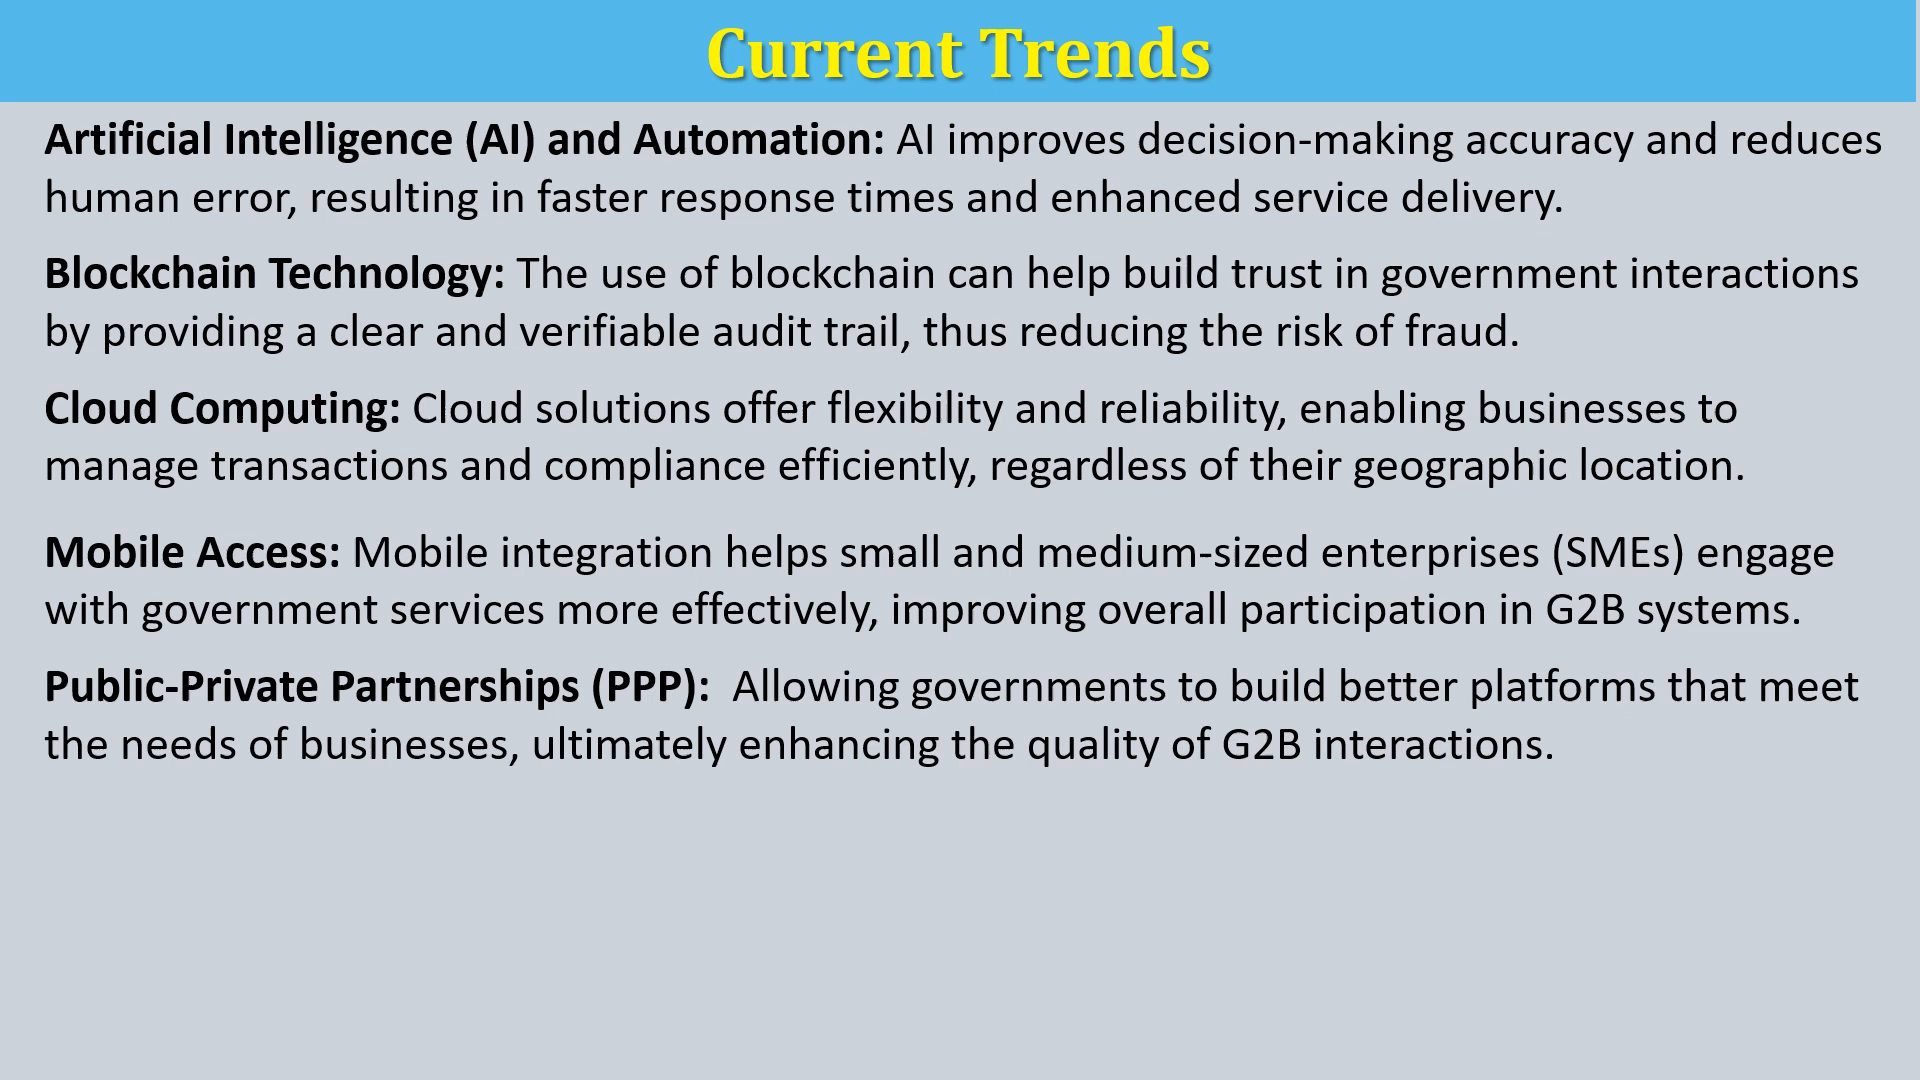 Current Trends
Artificial Intelligence (AI) and Automation: AI improves decision-making accuracy and reduces
human error, resulting in faster response times and enhanced service delivery.
Blockchain Technology: The use of blockchain can help build trust in government interactions
by providing a clear and verifiable audit trail, thus reducing the risk of fraud.
Cloud Computing: Cloud solutions offer flexibility and reliability, enabling businesses to
manage transactions and compliance efficiently, regardless of their geographic location.
Mobile Access: Mobile integration helps small and medium-sized enterprises (SMEs) engage
with government services more effectively, improving overall participation in G2B systems.
Public-Private Partnerships (PPP):  Allowing governments to build better platforms that meet
the needs of businesses, ultimately enhancing the quality of G2B interactions.